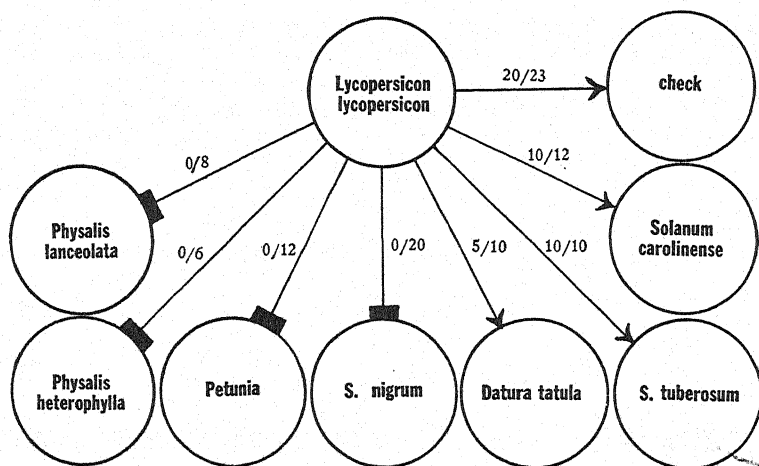 Lycopersicon
lycopersicon
20/23
check
0/8
10/12
Physalis
lanceolata
Solanum
carolinense
0/6
0/12
0/20
5/10
10/10
Physalis
heterophylla
Petunia
S. nigrum
Datura tatula
S. tuberosum